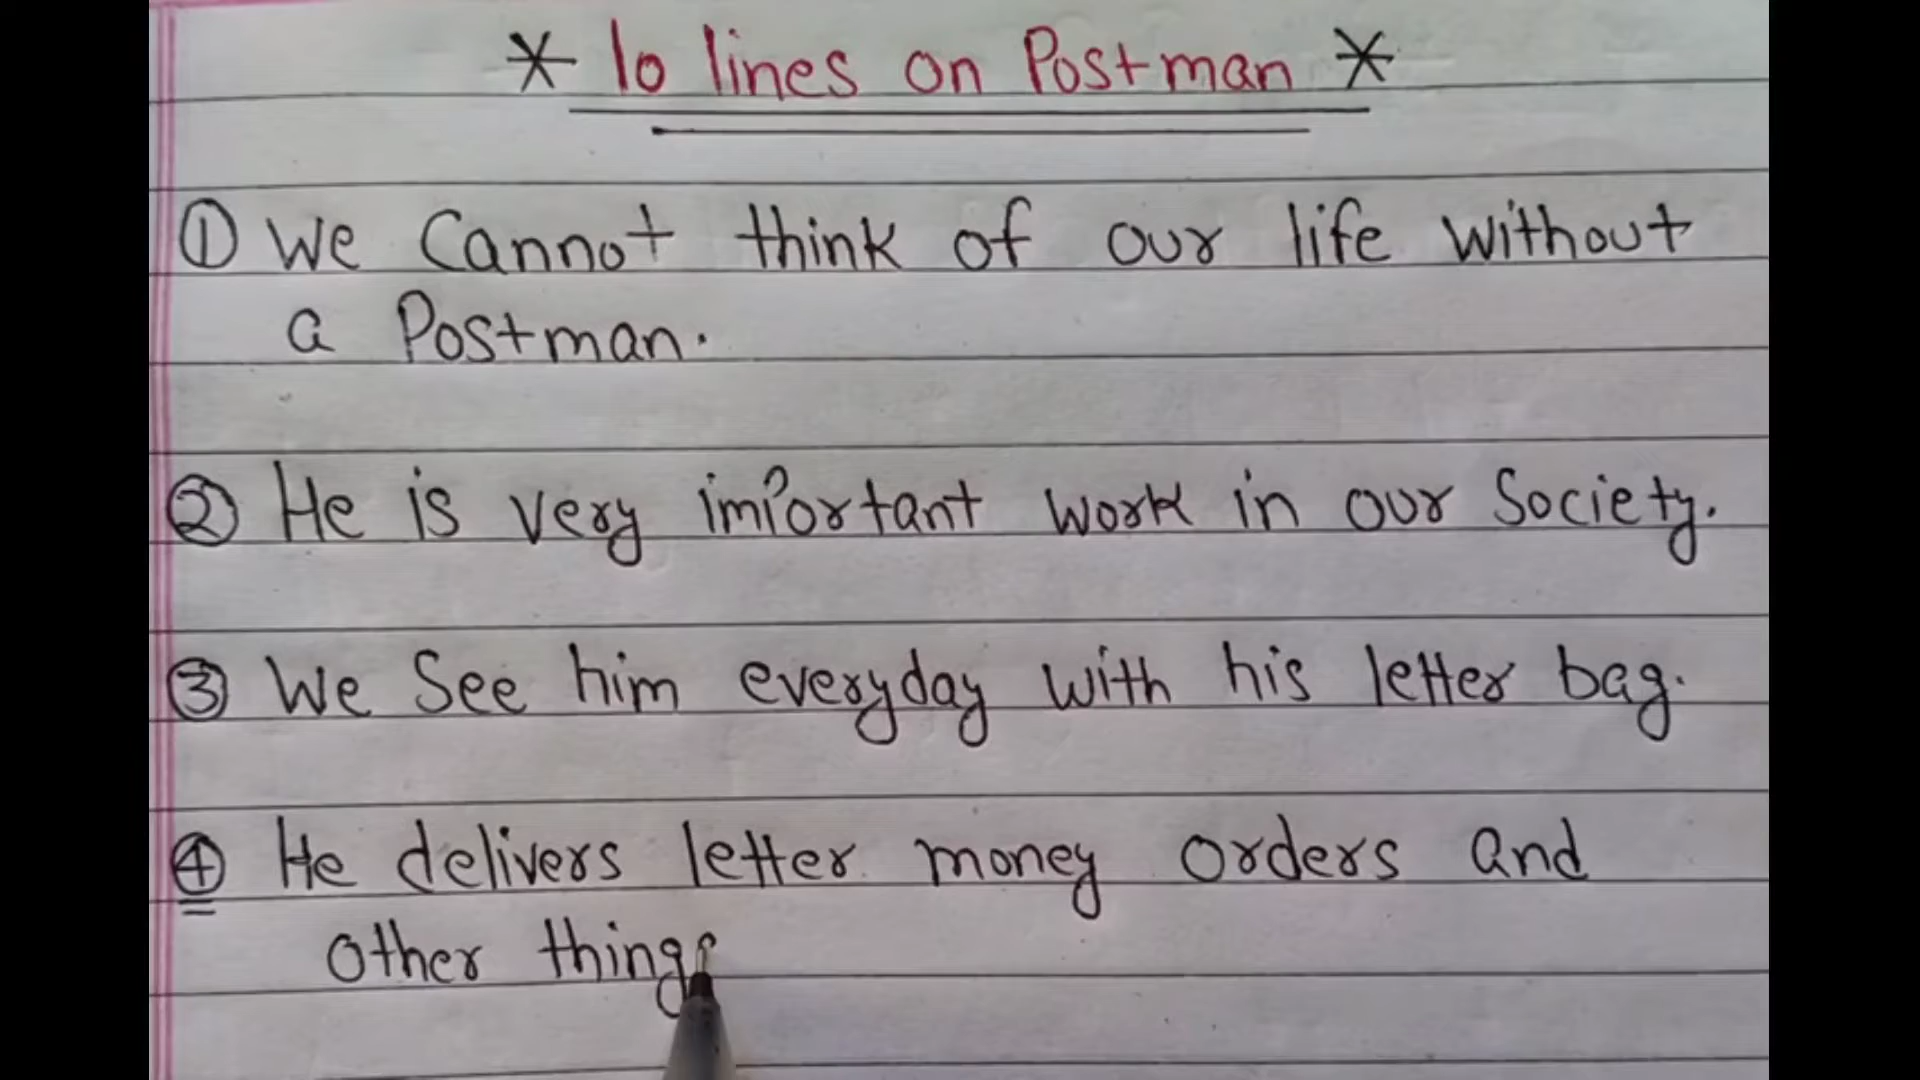 * 10 lines on Postman *
① We Cannot think of our life without
a Postman.
② He is very important work in our Society.
③ We See him everyday with his letter bag.
④ He delivers letter money orders and
other things